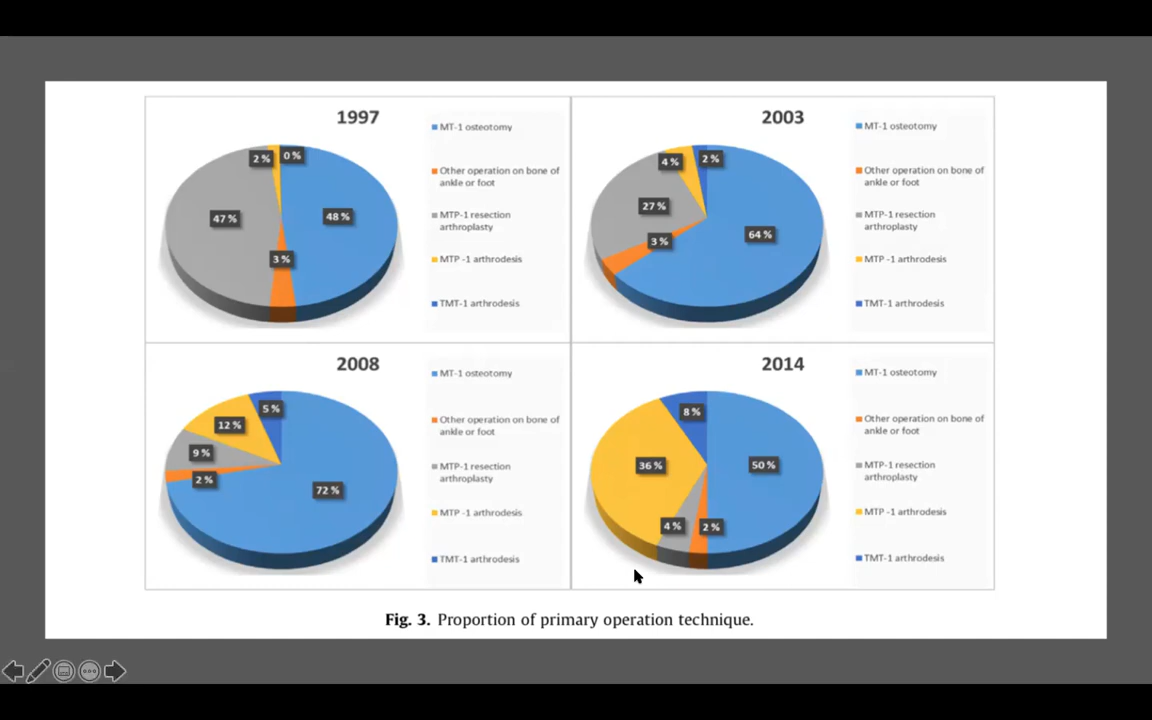 1997
MT-1 osteotomy
Other operation on bone of
ankle or foot
MTP-1 resection
arthroplasty
MTP -1 arthrodesis
TMT-1 arthrodesis
2 %
0 %
47 %
48 %
3 %
2003
MT-1 osteotomy
Other operation on bone of
ankle or foot
MTP-1 resection
arthroplasty
MTP -1 arthrodesis
TMT-1 arthrodesis
4 %
2 %
27 %
3 %
64 %
2008
MT-1 osteotomy
Other operation on bone of
ankle or foot
MTP-1 resection
arthroplasty
MTP -1 arthrodesis
TMT-1 arthrodesis
5 %
12 %
9 %
2 %
72 %
2014
MT-1 osteotomy
Other operation on bone of
ankle or foot
MTP-1 resection
arthroplasty
MTP -1 arthrodesis
TMT-1 arthrodesis
8 %
36 %
50 %
4 %
2 %
Fig. 3. Proportion of primary operation technique.